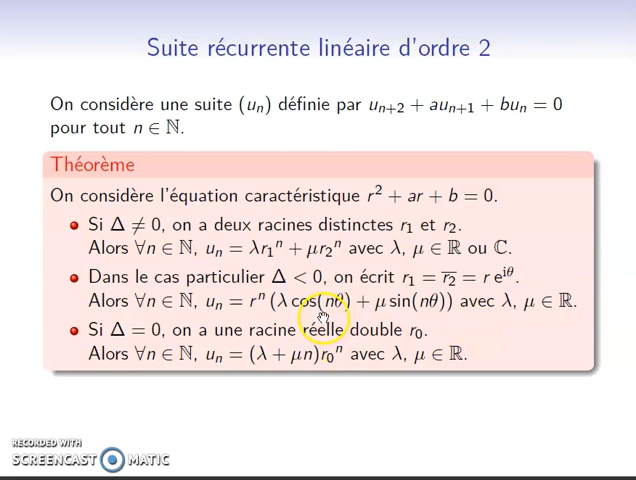 Suite récurrente linéaire d'ordre 2
On considère une suite (uₙ) définie par uₙ₊₂ + auₙ₊₁ + buₙ = 0
pour tout n ∈ ℕ.
Théorème
On considère l'équation caractéristique r² + ar + b = 0.
• Si Δ ≠ 0, on a deux racines distinctes r₁ et r₂.
Alors ∀n ∈ ℕ, uₙ = λr₁ⁿ + μr₂ⁿ avec λ, μ ∈ ℝ ou ℂ.
• Dans le cas particulier Δ < 0, on écrit r₁ = r̅₂ = r e^{iθ}.
Alors ∀n ∈ ℕ, uₙ = rⁿ (λ cos(nθ) + μ sin(nθ)) avec λ, μ ∈ ℝ.
• Si Δ = 0, on a une racine réelle double r₀.
Alors ∀n ∈ ℕ, uₙ = (λ + μn)r₀ⁿ avec λ, μ ∈ ℝ.
RECORDED WITH
SCREENCAST MATIC